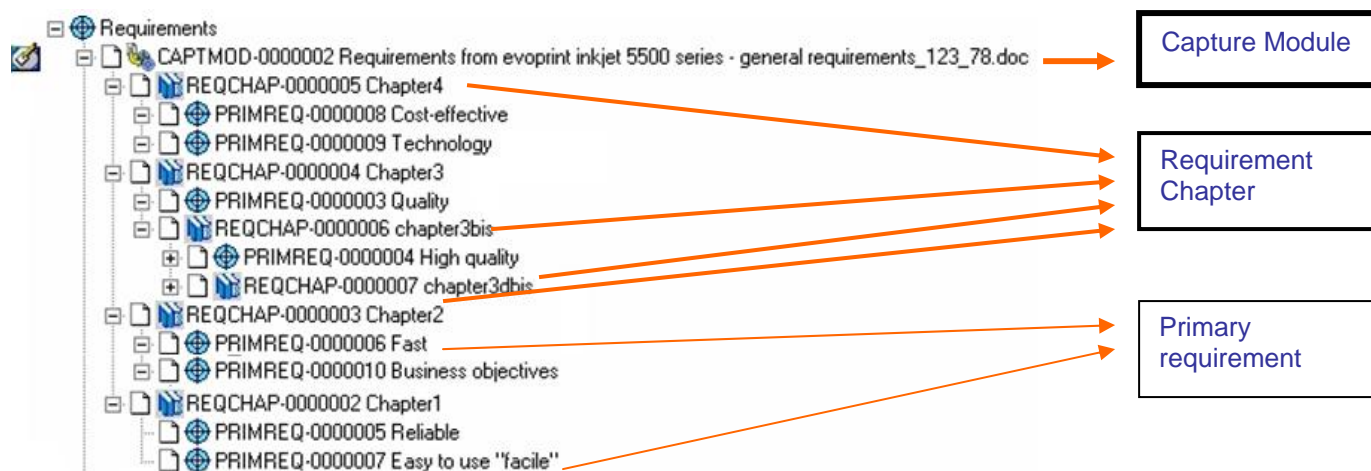 Requirements
CAPTMOD-0000002 Requirements from evoprint inkjet 5500 series - general requirements_123_78.doc
REQCHAP-0000005 Chapter4
PRIMREQ-0000008 Cost-effective
PRIMREQ-0000009 Technology
REQCHAP-0000004 Chapter3
PRIMREQ-0000003 Quality
REQCHAP-0000006 chapter3bis
PRIMREQ-0000004 High quality
REQCHAP-0000007 chapter3dbis
REQCHAP-0000003 Chapter2
PRIMREQ-0000006 Fast
PRIMREQ-0000010 Business objectives
REQCHAP-0000002 Chapter1
PRIMREQ-0000005 Reliable
PRIMREQ-0000007 Easy to use "facile"
Capture Module
Requirement
Chapter
Primary
requirement